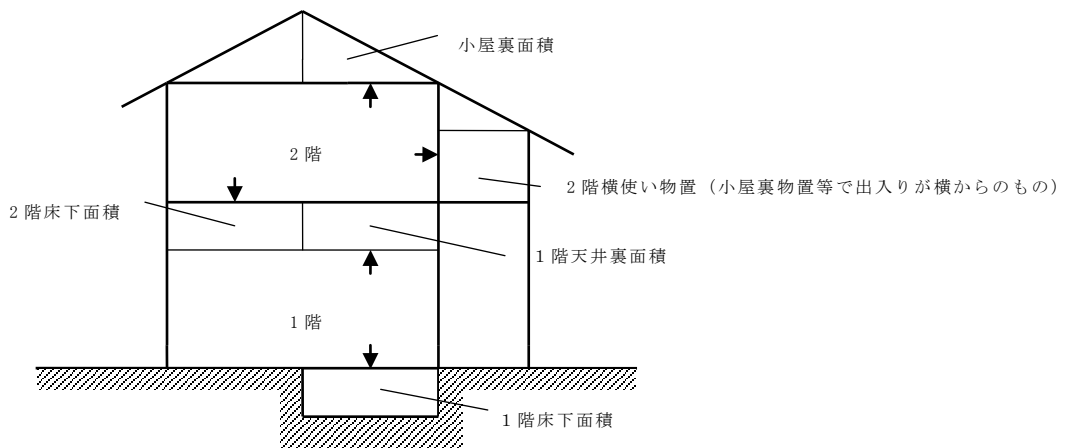 小屋裏面積
2階
2階横使い物置（小屋裏物置等で出入りが横からのもの）
2階床下面積
1階天井裏面積
1階
1階床下面積